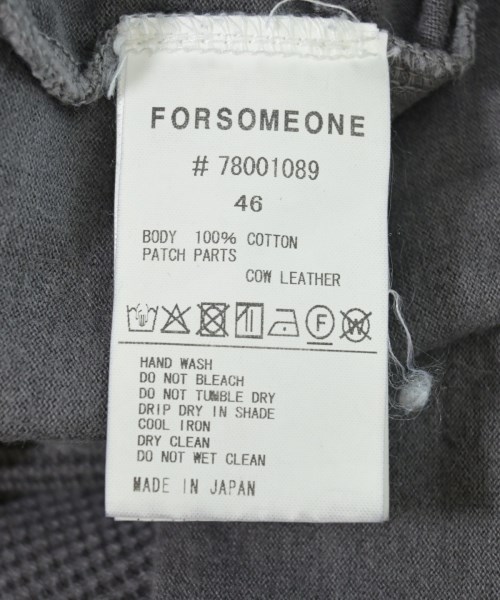 FORSOMEONE
# 78001089
46
BODY 100% COTTON
PATCH PARTS
COW LEATHER
F W
HAND WASH
DO NOT BLEACH
DO NOT TUMBLE DRY
DRIP DRY IN SHADE
COOL IRON
DRY CLEAN
DO NOT WET CLEAN
MADE IN JAPAN